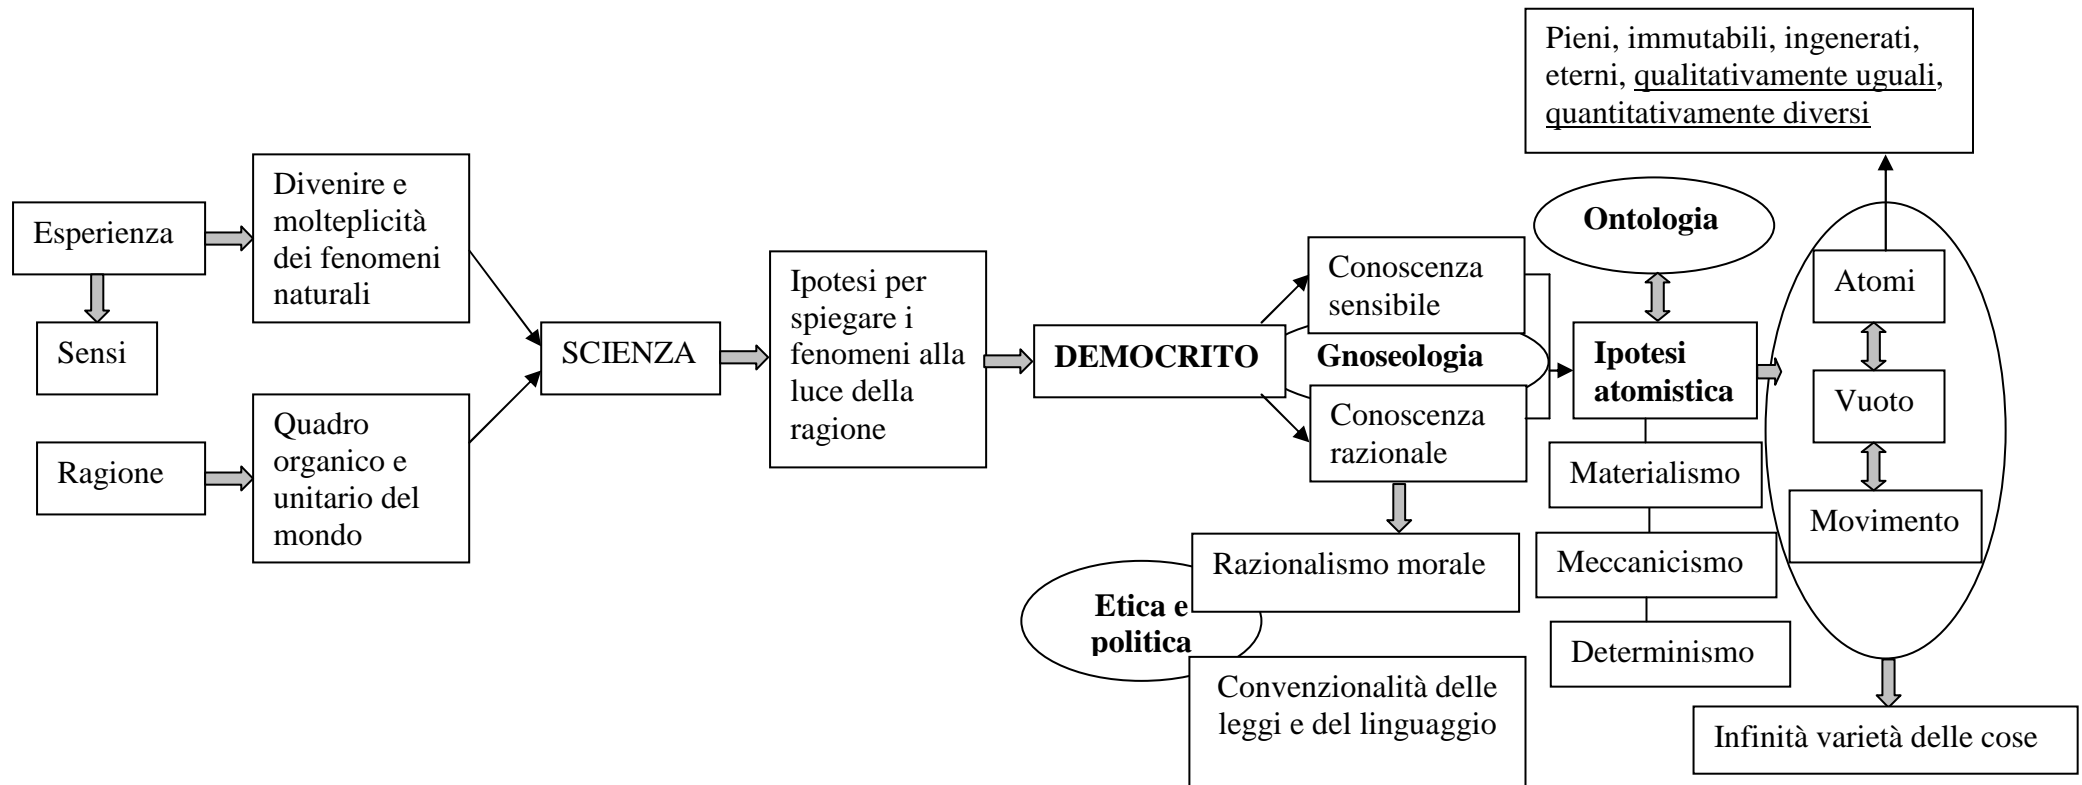 Pieni, immutabili, ingenerati,
eterni, qualitativamente uguali,
quantitativamente diversi
Esperienza
Sensi
Ragione
Divenire e
molteplicità
dei fenomeni
naturali
Quadro
organico e
unitario del
mondo
SCIENZA
Ipotesi per
spiegare i
fenomeni alla
luce della
ragione
DEMOCRITO
Conoscenza
sensibile
Gnoseologia
Conoscenza
razionale
Razionalismo morale
Etica e
politica
Convenzionalità delle
leggi e del linguaggio
Ontologia
Ipotesi
atomistica
Materialismo
Meccanicismo
Determinismo
Atomi
Vuoto
Movimento
Infinità varietà delle cose